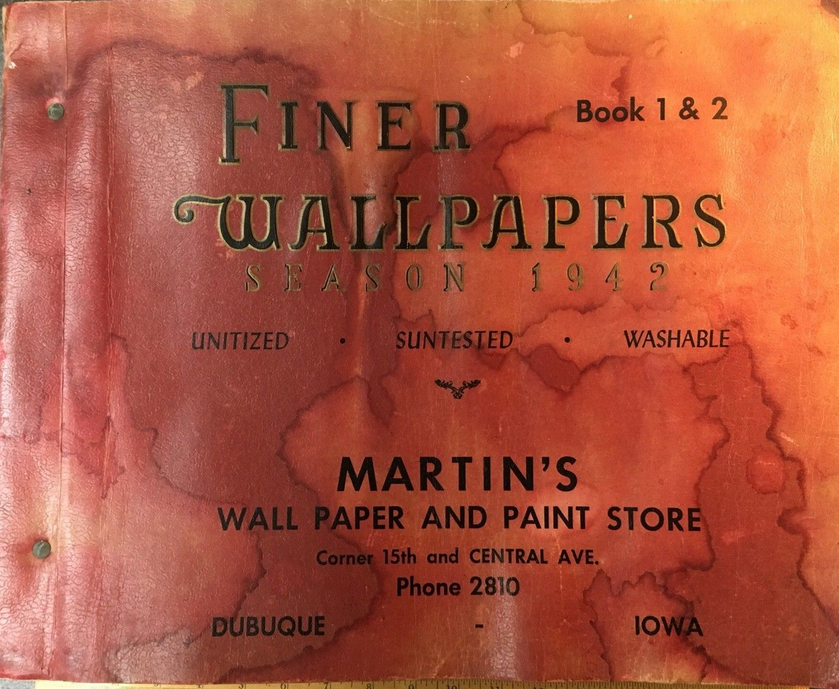 FINER
Book 1 & 2
WALLPAPERS
SEASON 1942
UNITIZED • SUNTESTED • WASHABLE
MARTIN'S
WALL PAPER AND PAINT STORE
Corner 15th and CENTRAL AVE.
Phone 2810
DUBUQUE - IOWA